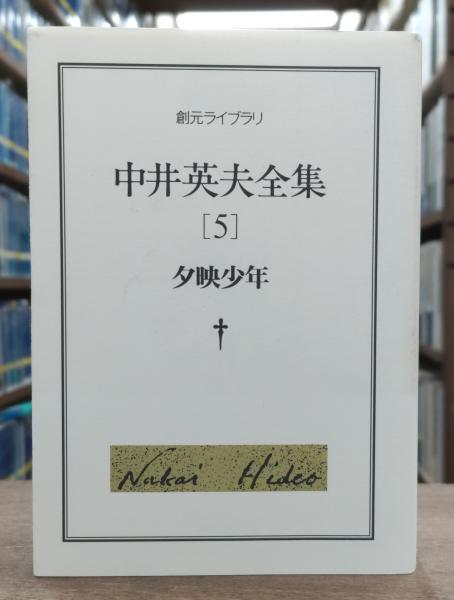 創元ライブラリ
中井英夫全集
[5]
夕映少年
†
Nakai Hideo